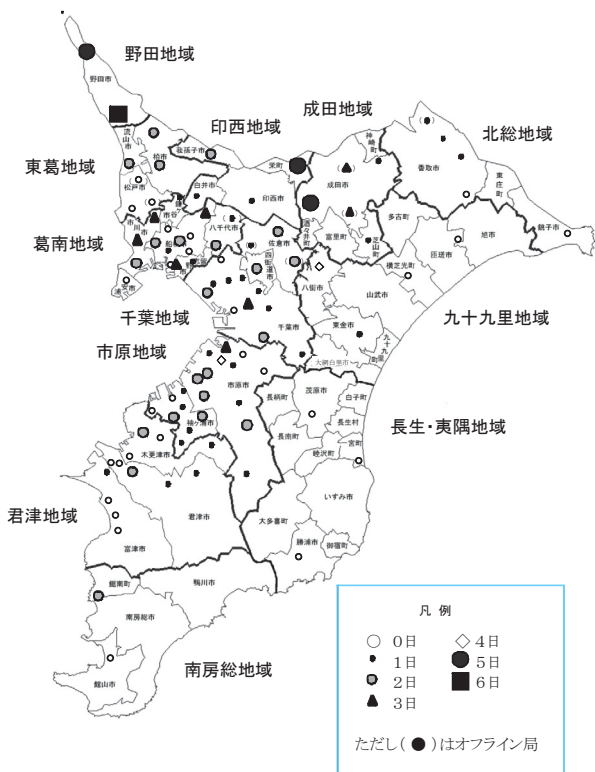 野田地域
野田市
成田地域
印西地域
北総地域
流山市
柏市
我孫子市
栄町
神崎町
成田市
香取市
東庄町
東葛地域
松戸市
白井市
印西市
多古町
銚子市
旭市
匝瑳市
葛南地域
市川市
八千代市
佐倉市
富里市
芝山町
横芝光町
浦安市
四街道市
八街市
山武市
千葉地域
千葉市
東金市
九十九里町
九十九里地域
大網白里市
市原地域
市原市
茂原市
長柄町
白子町
長生村
長生・夷隅地域
袖ヶ浦市
長南町
睦沢町
木更津市
いすみ市
君津地域
君津市
大多喜町
富津市
勝浦市
御宿町
鋸南町
鴨川市
南房総市
南房総地域
館山市
凡 例
0日
1日
2日
3日
4日
5日
6日
ただし( )はオフライン局